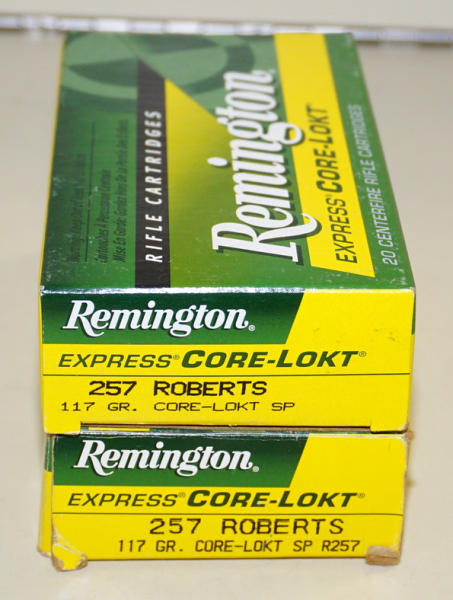 RIFLE CARTRIDGES
Remington®
EXPRESS® CORE-LOKT®
20 CENTERFIRE RIFLE CARTRIDGES
Remington®
EXPRESS® CORE-LOKT®
257 ROBERTS
117 GR. CORE-LOKT SP
Remington®
EXPRESS® CORE-LOKT®
257 ROBERTS
117 GR. CORE-LOKT SP R257